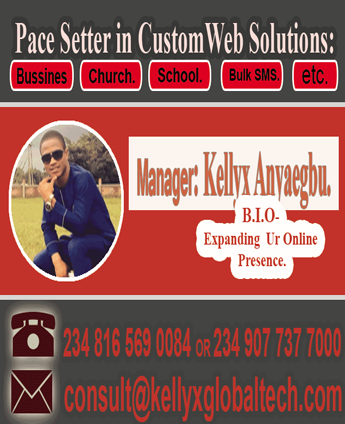 Pace Setter in CustomWeb Solutions:
Bussines Church. School. Bulk SMS. etc.
Manager: Kellyx Anyaegbu.
B.I.O-
Expanding Ur Online
Presence.
234 816 569 0084 OR 234 907 737 7000
consult@kellyxglobaltech.com